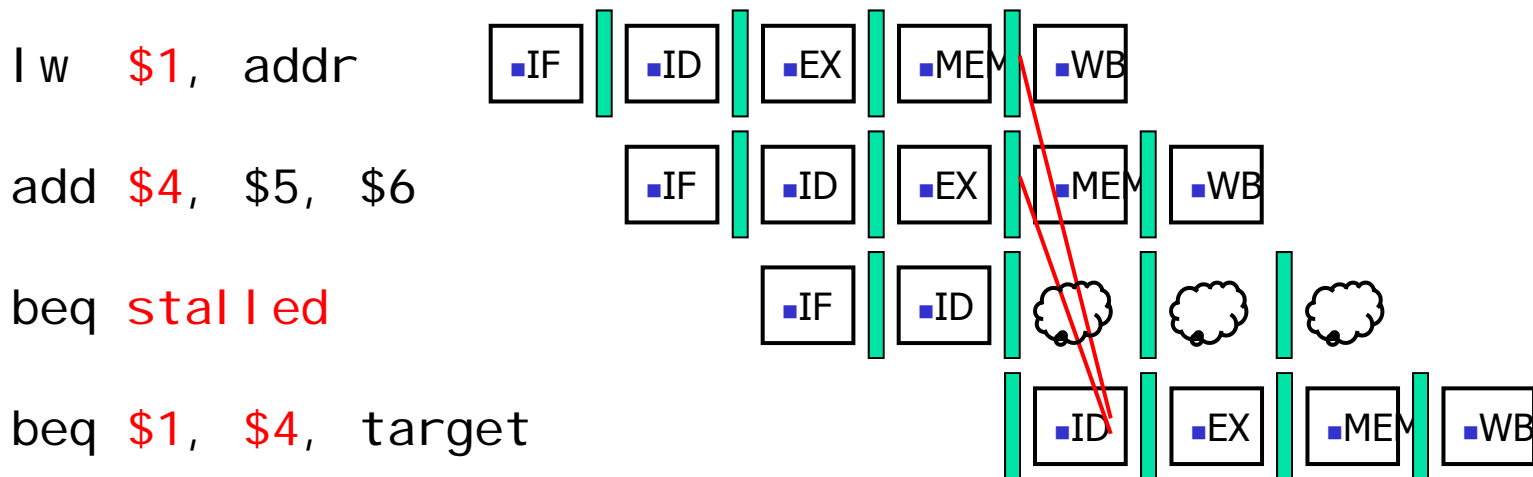 lw $1, addr ▪IF ▪ID ▪EX ▪MEM ▪WB
add $4, $5, $6 ▪IF ▪ID ▪EX ▪MEM ▪WB
beq stalled ▪IF ▪ID
beq $1, $4, target ▪ID ▪EX ▪MEM ▪WB